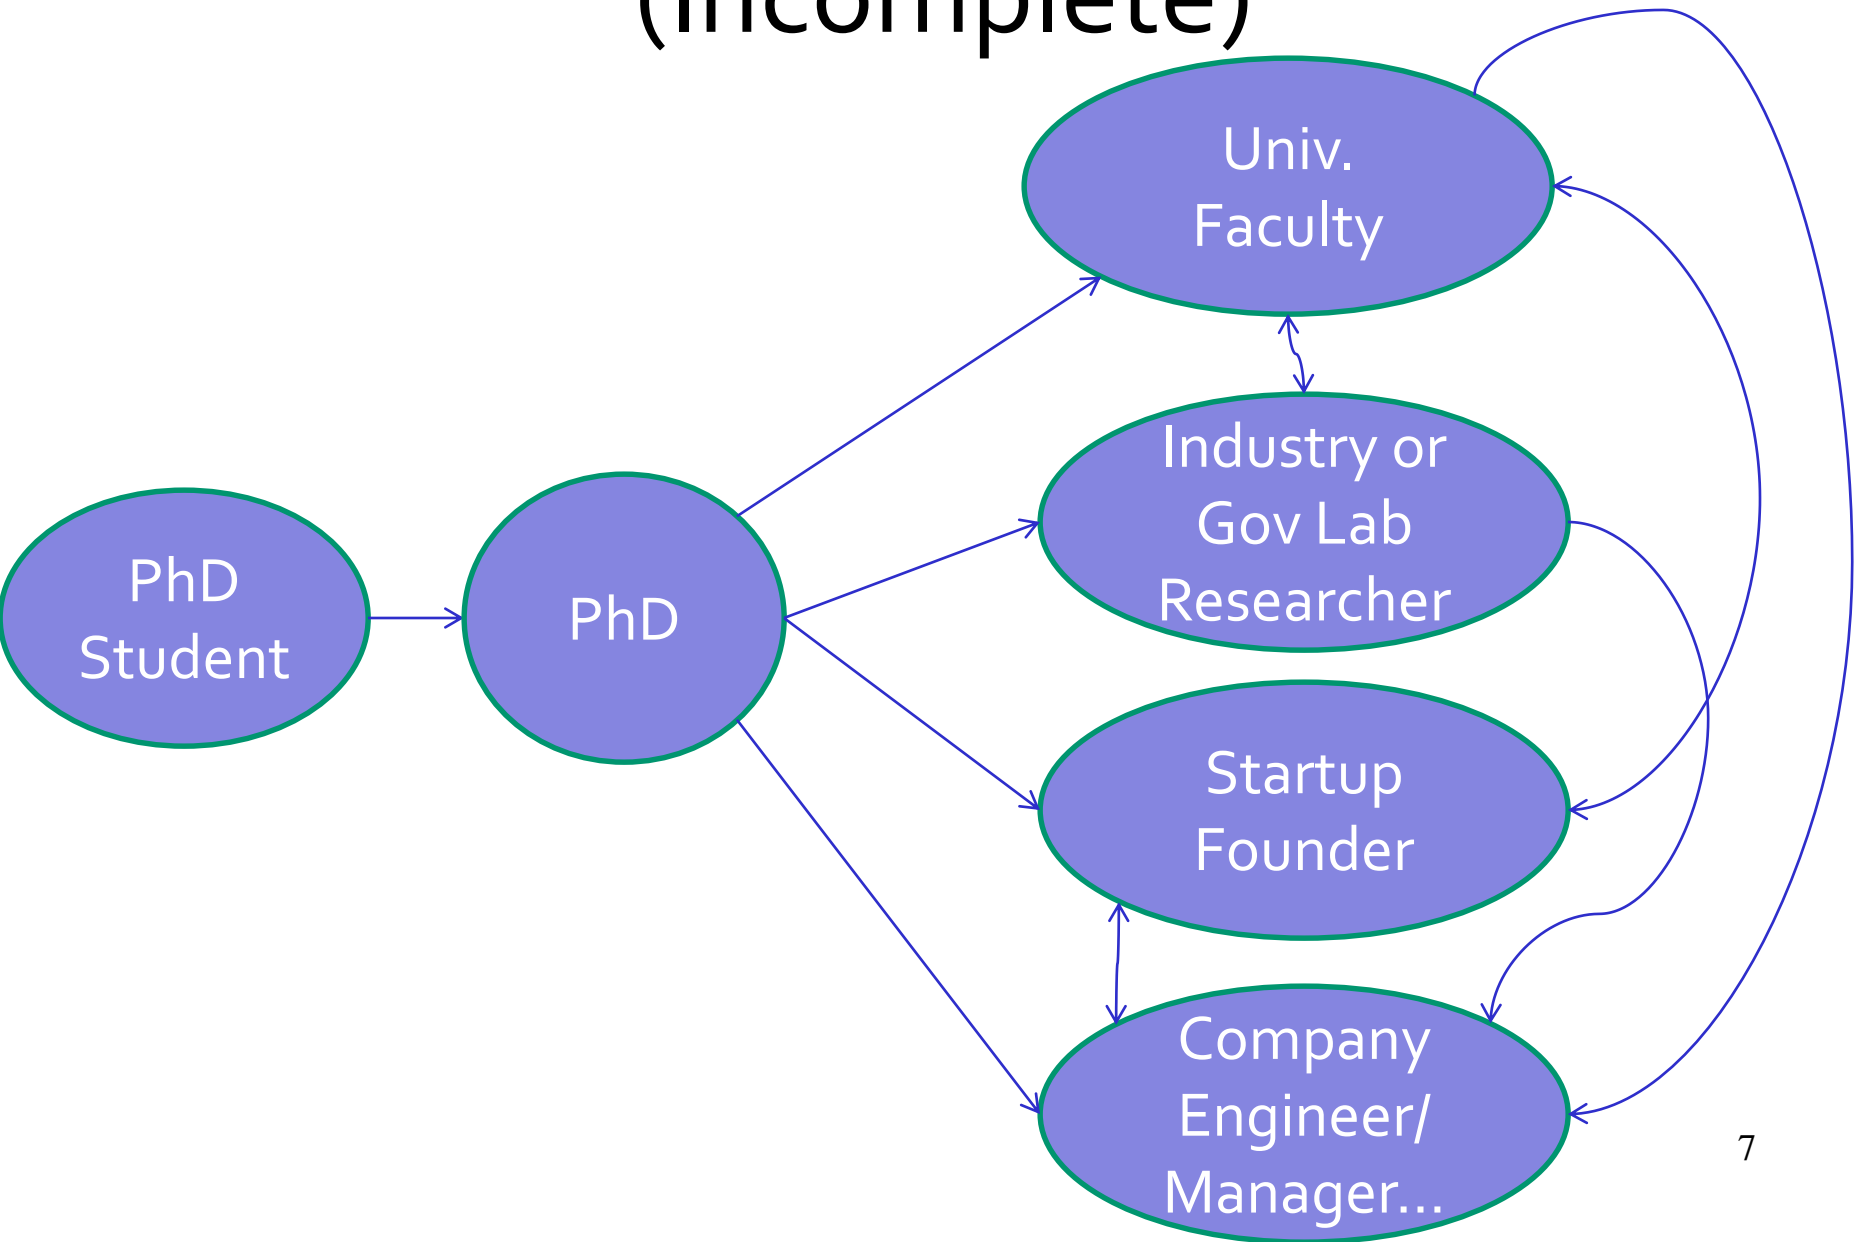 (incomplete)
Univ.
Faculty
Industry or
Gov Lab
Researcher
PhD
Student
PhD
Startup
Founder
Company
Engineer/
Manager...
7